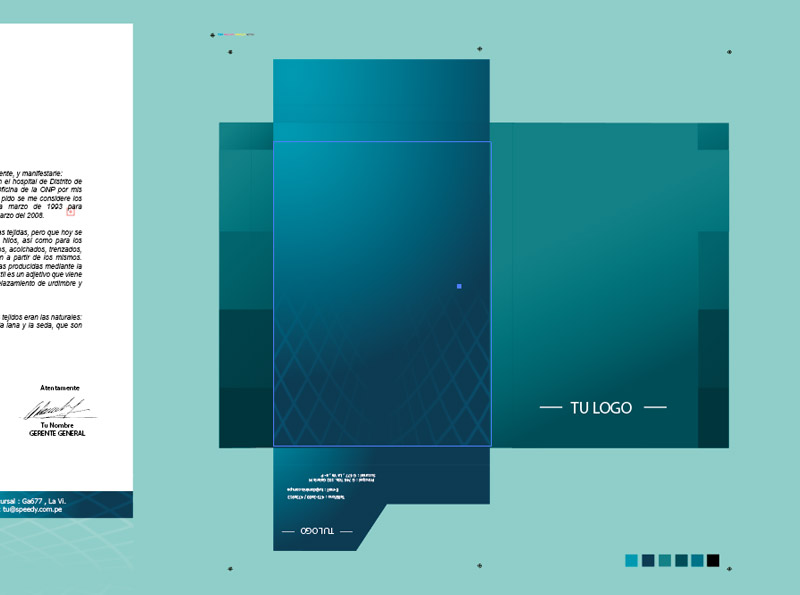 ente, y manifestarle:
n el hospital de Distrito de
Oficina de la ONP por mis
pido se me considere los
a marzo de 1993 para
arzo del 2008.
as tejidas, pero que hoy se
hilos, así como para los
os, acolchados, trenzados,
n a partir de los mismos.
as producidas mediante la
til es un adjetivo que viene
elazamiento de urdimbre y
tejidos eran las naturales:
a lana y la seda, que son
Atentamente
Tu Nombre
GERENTE GENERAL
ursal : Ga677 , La Vi.
tu@speedy.com.pe
TU LOGO
TU LOGO